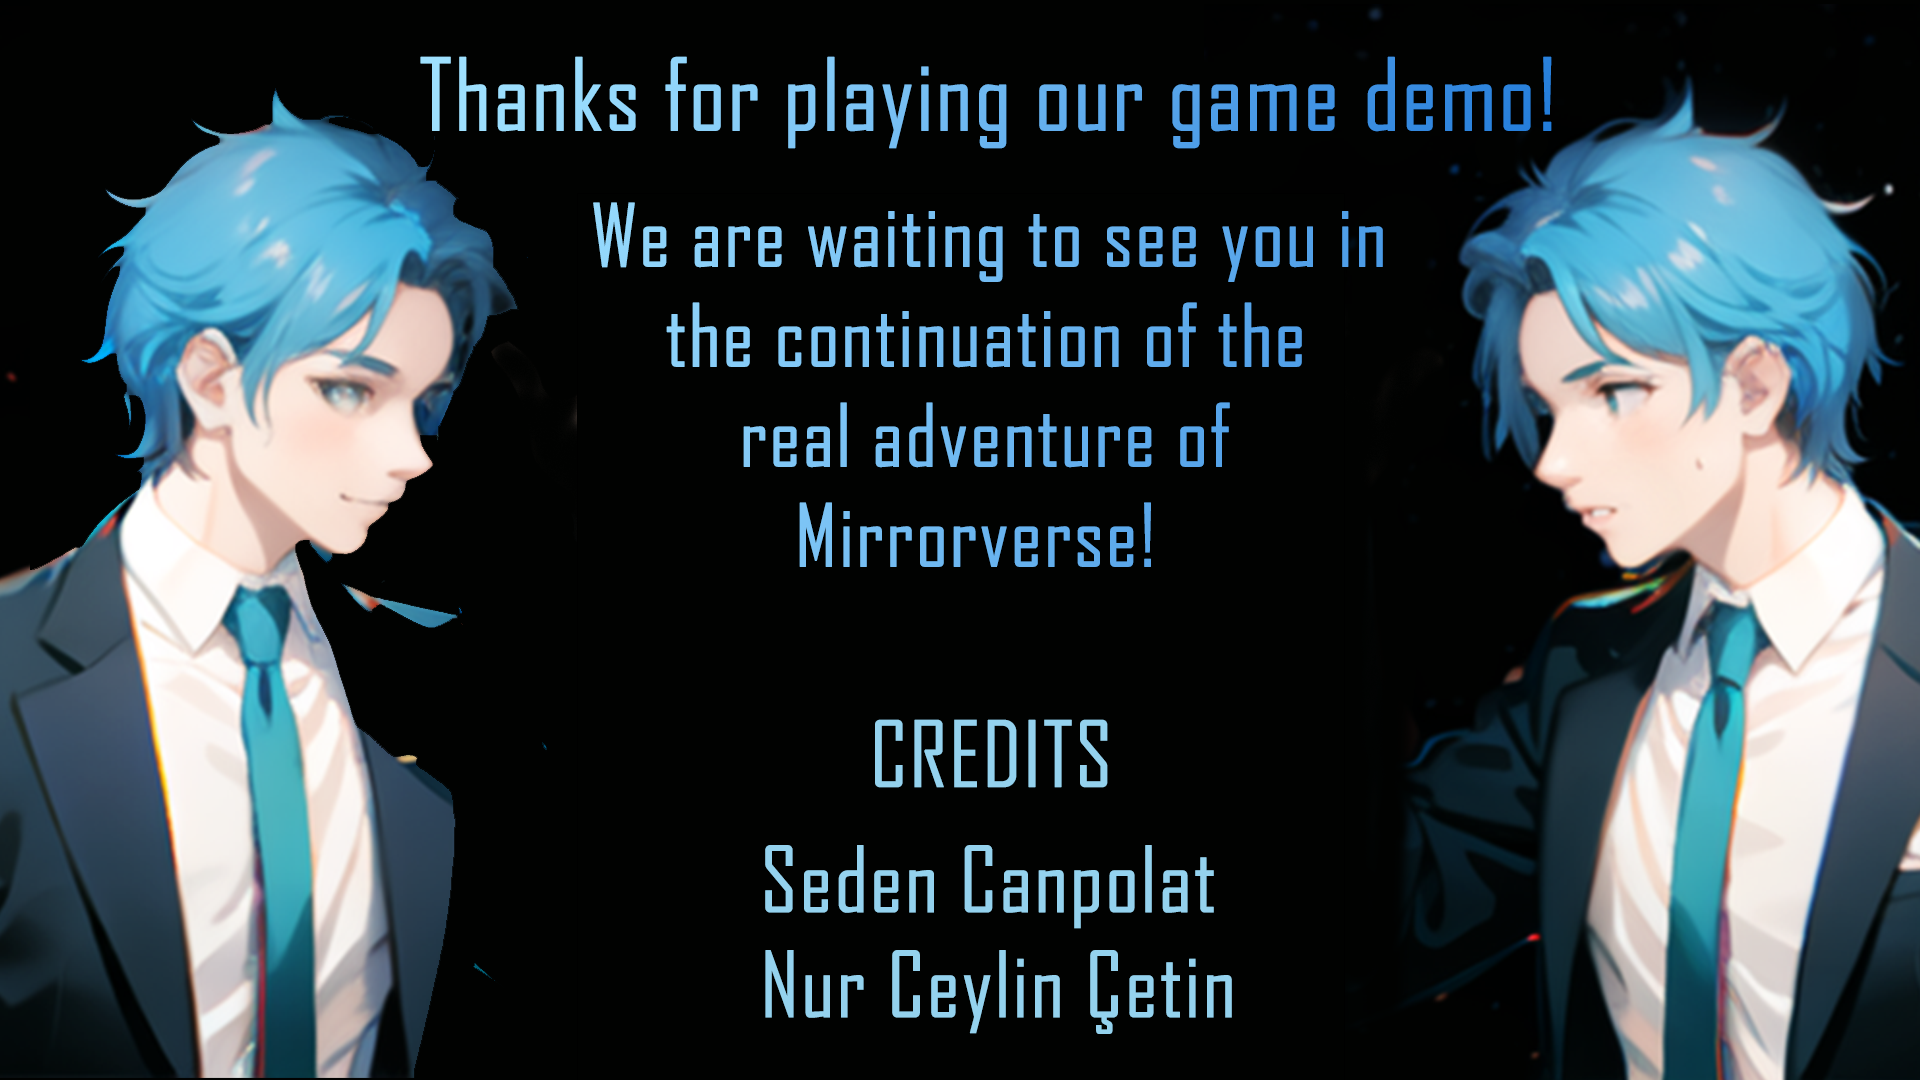 Thanks for playing our game demo!
We are waiting to see you in
the continuation of the
real adventure of
Mirrorverse!
CREDITS
Seden Canpolat
Nur Ceylin Çetin